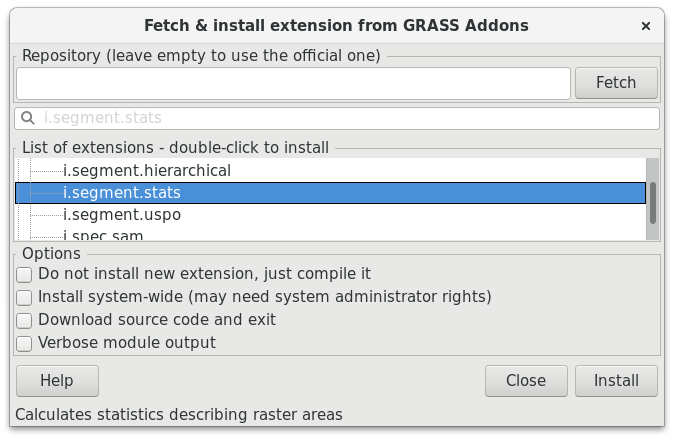 Fetch & install extension from GRASS Addons
×
Repository (leave empty to use the official one)
Fetch
i.segment.stats
List of extensions - double-click to install
i.segment.hierarchical
i.segment.stats
i.segment.uspo
i.spec.sam
Options
Do not install new extension, just compile it
Install system-wide (may need system administrator rights)
Download source code and exit
Verbose module output
Help
Close
Install
Calculates statistics describing raster areas